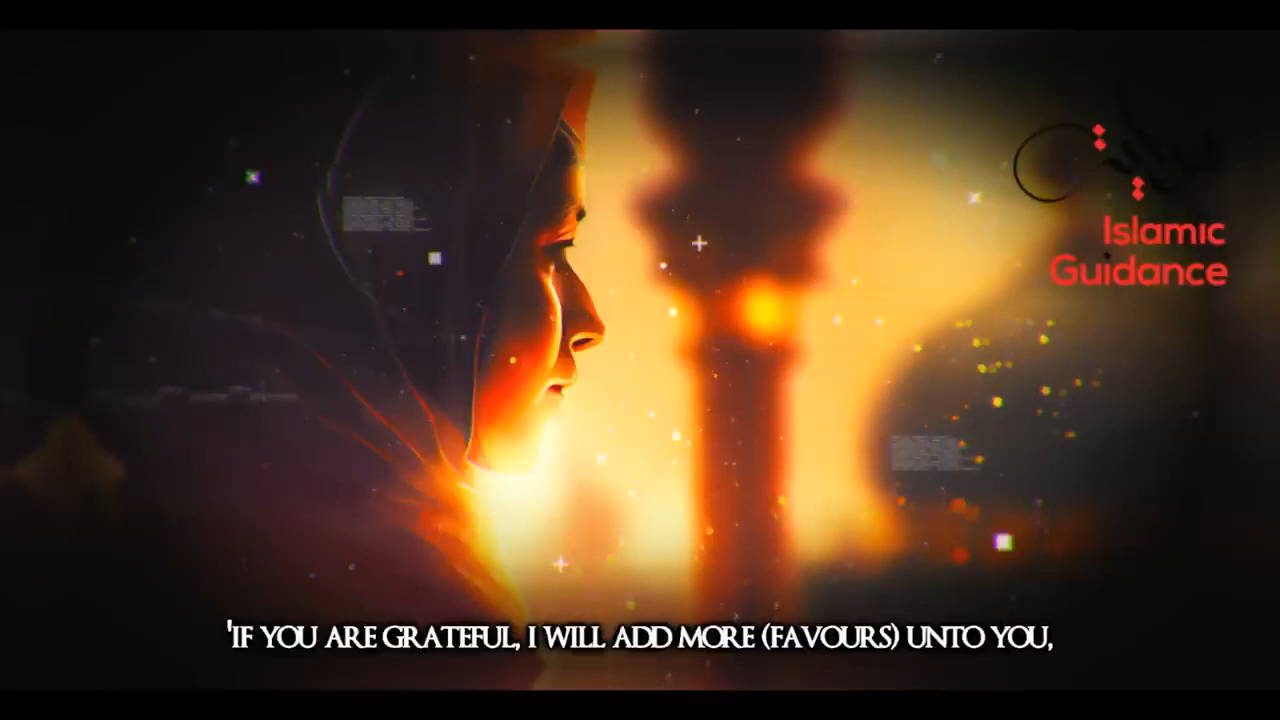 Islamic
Guidance
'IF YOU ARE GRATEFUL, I WILL ADD MORE (FAVOURS) UNTO YOU,